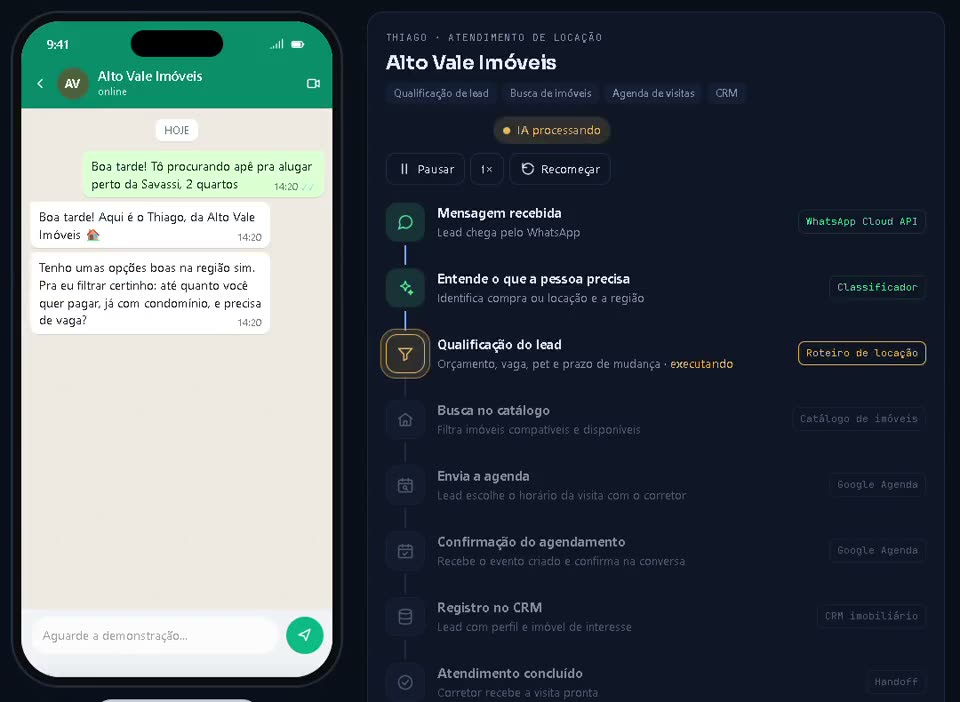 9:41
AV
Alto Vale Imóveis
online
HOJE
Boa tarde! Tô procurando apê pra alugar
perto da Savassi, 2 quartos
14:20
Boa tarde! Aqui é o Thiago, da Alto Vale
Imóveis
14:20
Tenho umas opções boas na região sim.
Pra eu filtrar certinho: até quanto você
quer pagar, já com condomínio, e precisa
de vaga?
14:20
Aguarde a demonstração...
THIAGO · ATENDIMENTO DE LOCAÇÃO
Alto Vale Imóveis
Qualificação de lead
Busca de imóveis
Agenda de visitas
CRM
IA processando
Pausar
1×
Recomeçar
Mensagem recebida
Lead chega pelo WhatsApp
WhatsApp Cloud API
Entende o que a pessoa precisa
Identifica compra ou locação e a região
Classificador
Qualificação do lead
Orçamento, vaga, pet e prazo de mudança · executando
Roteiro de locação
Busca no catálogo
Filtra imóveis compatíveis e disponíveis
Catálogo de imóveis
Envia a agenda
Lead escolhe o horário da visita com o corretor
Google Agenda
Confirmação do agendamento
Recebe o evento criado e confirma na conversa
Google Agenda
Registro no CRM
Lead com perfil e imóvel de interesse
CRM imobiliário
Atendimento concluído
Corretor recebe a visita pronta
Handoff